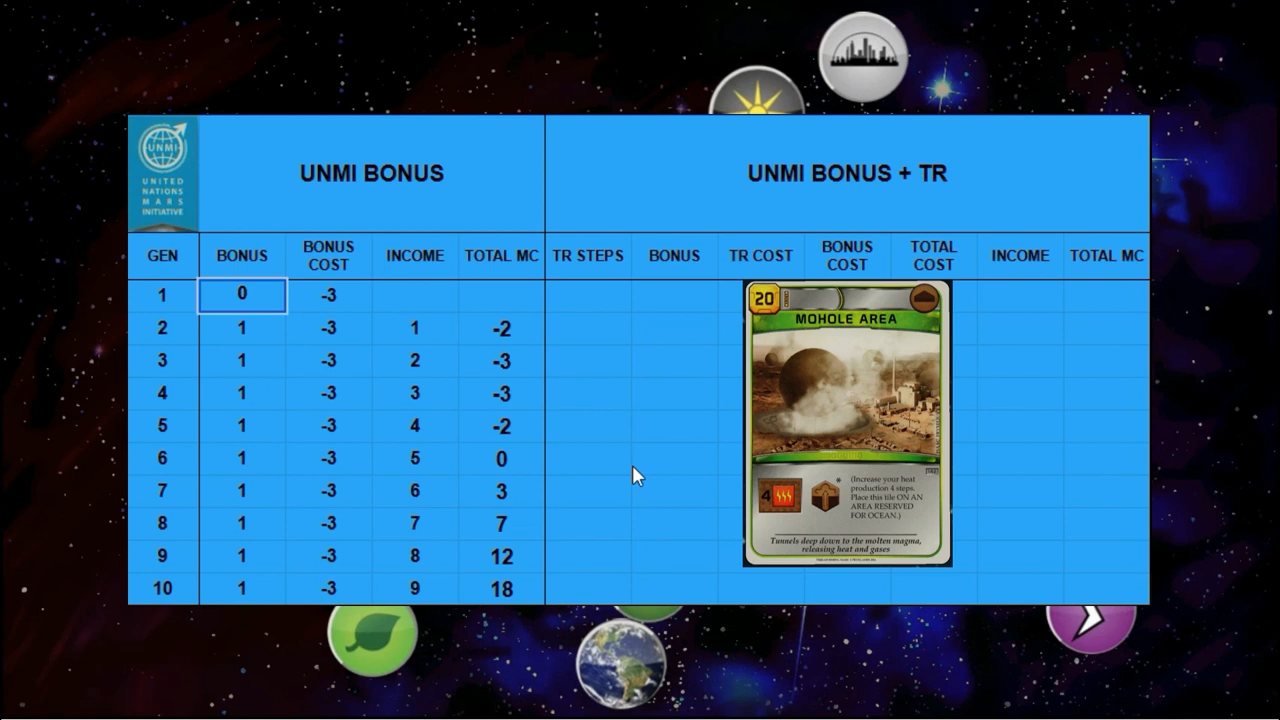 UNMI
UNITED
NATIONS
MARS
INITIATIVE
UNMI BONUS
UNMI BONUS + TR
GEN BONUS BONUS COST INCOME TOTAL MC TR STEPS BONUS TR COST BONUS COST TOTAL COST INCOME TOTAL MC
1 0 -3
2 1 -3 1 -2
3 1 -3 2 -3
4 1 -3 3 -3
5 1 -3 4 -2
6 1 -3 5 0
7 1 -3 6 3
8 1 -3 7 7
9 1 -3 8 12
10 1 -3 9 18
20
MOHOLE AREA
4
(Increase your heat
production 4 steps.
Place this tile ON AN
AREA RESERVED
FOR OCEAN.)
Tunnels deep down to the molten magma,
releasing heat and gases